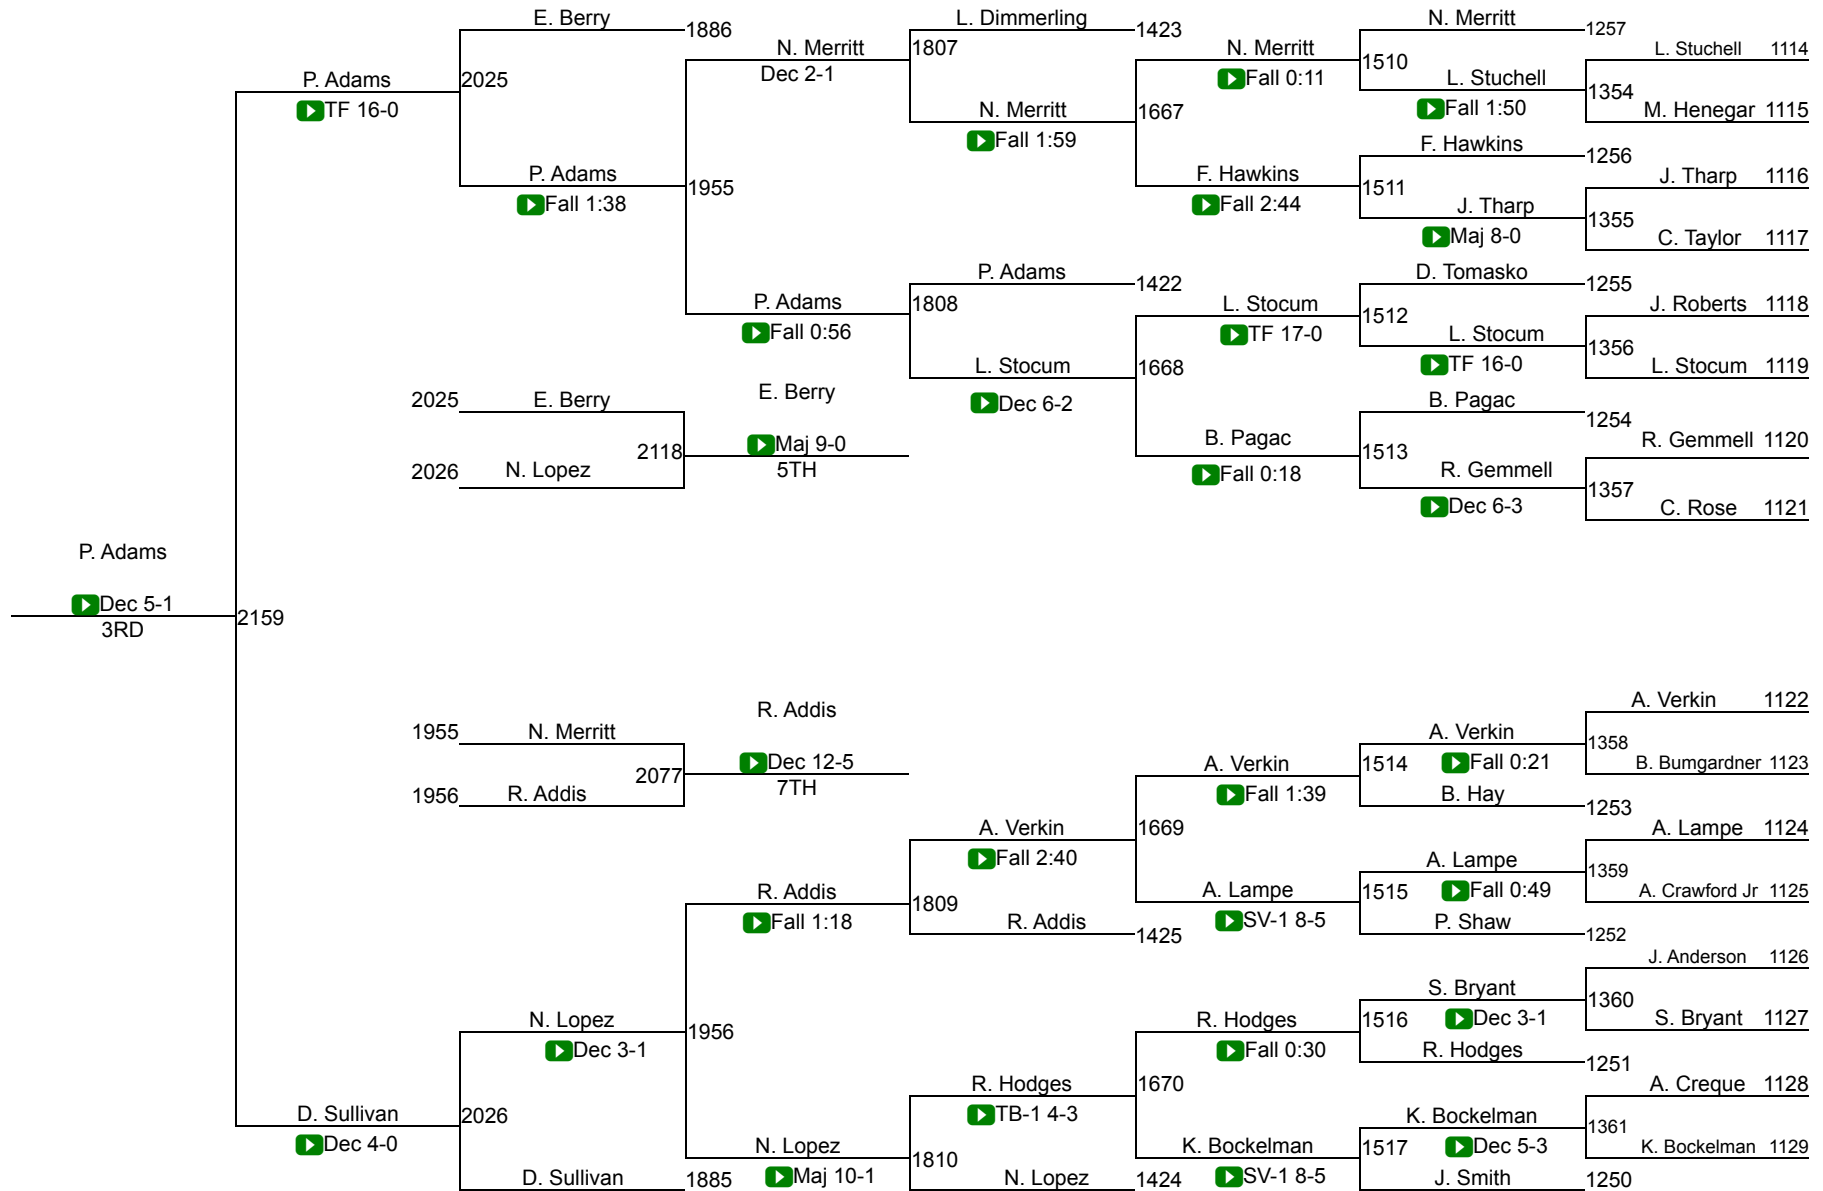 E. Berry
1886
L. Dimmerling
1423
N. Merritt
1257
N. Merritt
Dec 2-1
1807
N. Merritt
Fall 0:11
1510
L. Stuchell 1114
P. Adams
TF 16-0
2025
L. Stuchell
Fall 1:50
1354
M. Henegar 1115
N. Merritt
Fall 1:59
1667
F. Hawkins
1256
J. Tharp 1116
P. Adams
Fall 1:38
1955
F. Hawkins
Fall 2:44
1511
J. Tharp
Maj 8-0
1355
C. Taylor 1117
P. Adams
1422
D. Tomasko
1255
P. Adams
Fall 0:56
1808
L. Stocum
TF 17-0
1512
J. Roberts 1118
L. Stocum
TF 16-0
1356
L. Stocum 1119
L. Stocum
Dec 6-2
1668
2025
E. Berry
E. Berry
B. Pagac
1254
R. Gemmell 1120
2118
Maj 9-0
5TH
B. Pagac
Fall 0:18
1513
2026
N. Lopez
R. Gemmell
Dec 6-3
1357
C. Rose 1121
P. Adams
Dec 5-1
3RD
2159
A. Verkin 1122
1955
N. Merritt
R. Addis
A. Verkin
Fall 0:21
1358
B. Bumgardner 1123
2077
Dec 12-5
7TH
A. Verkin
Fall 1:39
1514
1956
R. Addis
B. Hay
1253
A. Verkin
Fall 2:40
1669
A. Lampe 1124
R. Addis
Fall 1:18
1809
A. Lampe
SV-1 8-5
1515
A. Lampe
Fall 0:49
1359
A. Crawford Jr 1125
R. Addis
1425
P. Shaw
1252
J. Anderson 1126
N. Lopez
Dec 3-1
1956
R. Hodges
Fall 0:30
1516
S. Bryant
Dec 3-1
1360
S. Bryant 1127
R. Hodges
1251
R. Hodges
TB-1 4-3
1670
A. Creque 1128
D. Sullivan
Dec 4-0
2026
K. Bockelman
Dec 5-3
1361
K. Bockelman 1129
N. Lopez
Maj 10-1
1810
K. Bockelman
SV-1 8-5
1517
D. Sullivan
1885
N. Lopez
1424
J. Smith
1250